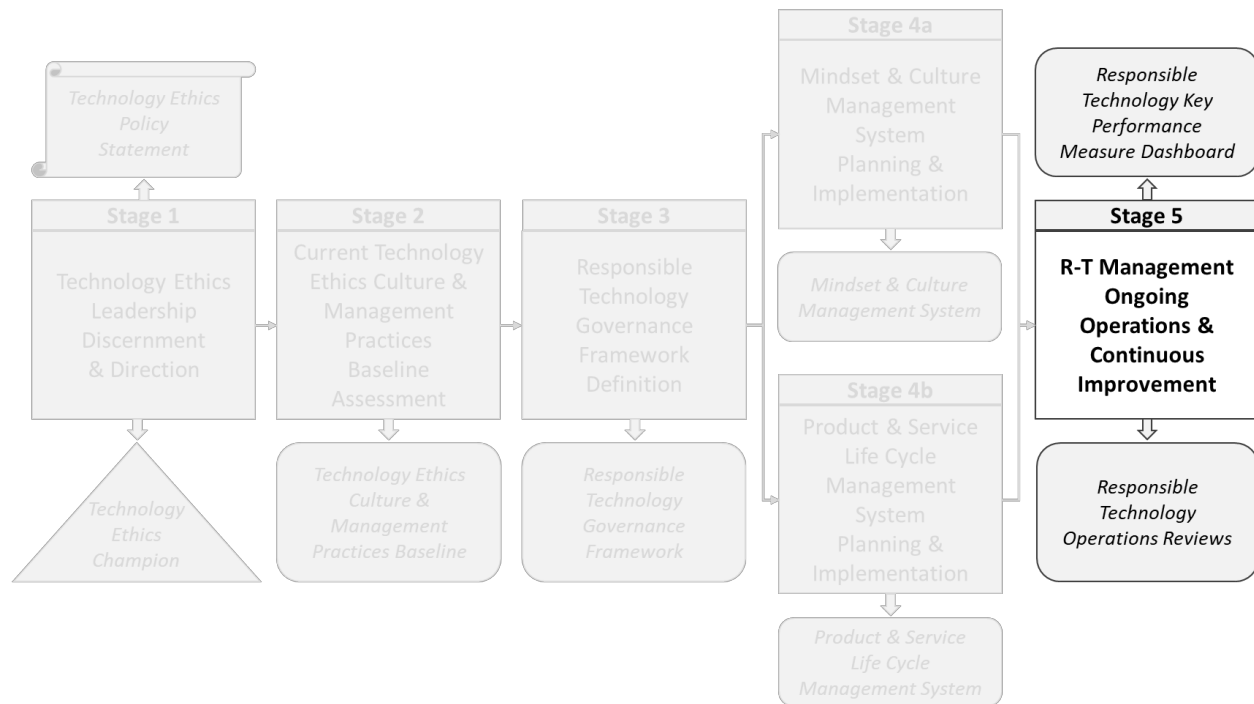 Technology Ethics
Policy
Statement
Stage 1
Technology Ethics
Leadership
Discernment
& Direction
Technology
Ethics
Champion
Stage 2
Current Technology
Ethics Culture &
Management
Practices
Baseline
Assessment
Technology Ethics
Culture &
Management
Practices Baseline
Stage 3
Responsible
Technology
Governance
Framework
Definition
Responsible
Technology
Governance
Framework
Stage 4a
Mindset & Culture
Management
System
Planning &
Implementation
Mindset & Culture
Management System
Stage 4b
Product & Service
Life Cycle
Management
System
Planning &
Implementation
Product & Service
Life Cycle
Management System
Responsible
Technology Key
Performance
Measure Dashboard
Stage 5
R-T Management
Ongoing
Operations &
Continuous
Improvement
Responsible
Technology
Operations Reviews